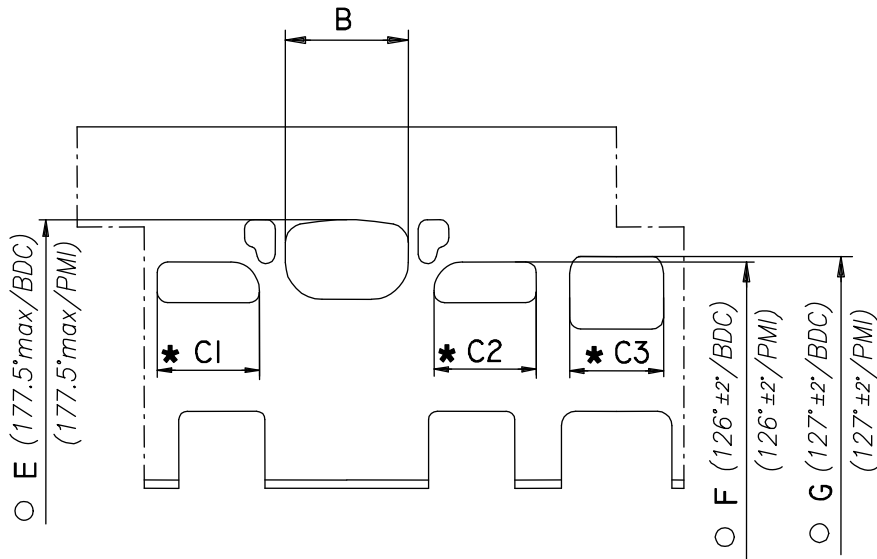 B
* C1
* C2
* C3
○ E (177.5°max/BDC)
(177.5°max/PMI)
○ F (126°±2°/BDC)
(126°±2°/PMI)
○ G (127°±2°/BDC)
(127°±2°/PMI)